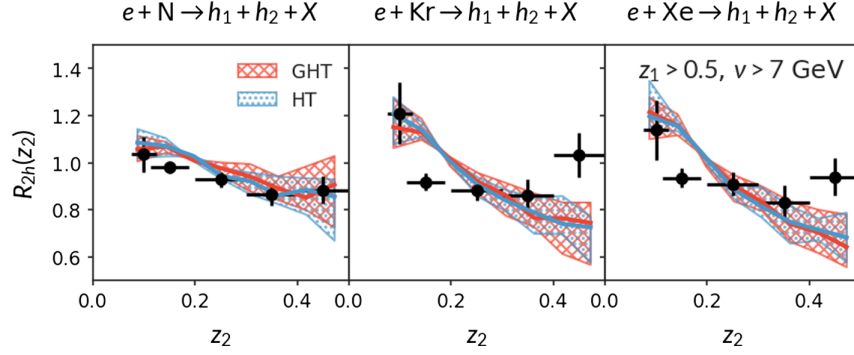 e + N → h₁ + h₂ + X
e + Kr → h₁ + h₂ + X
e + Xe → h₁ + h₂ + X
R₂ₕ(z₂)
1.4
1.2
1.0
0.8
0.6
GHT
HT
z₁ > 0.5, ν > 7 GeV
0.0 0.2 0.4 0.0 0.2 0.4 0.0 0.2 0.4
z₂ z₂ z₂